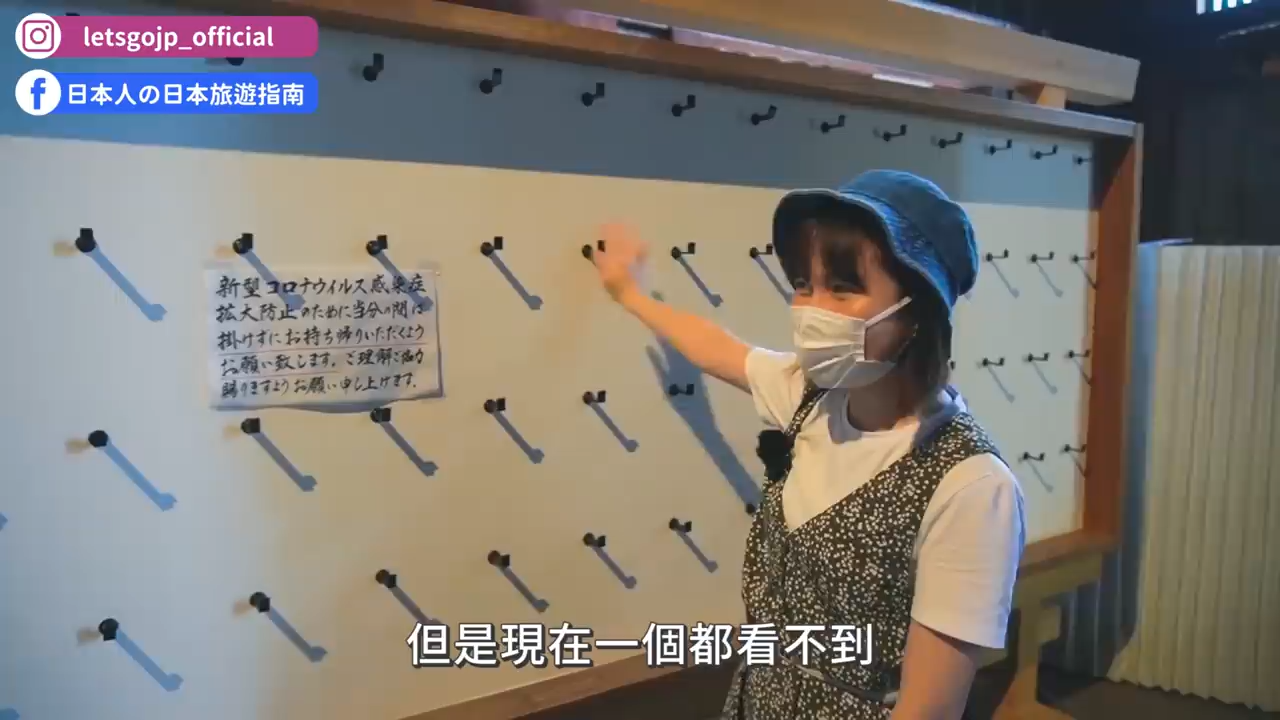 letsgojp_official
日本人の日本旅遊指南
新型コロナウィルス感染症
拡大防止のために当分の間は
掛けずにお持ち帰りいただくよう
お願い致します。ご理解ご協力
賜りますようお願い申し上げます。
但是現在一個都看不到